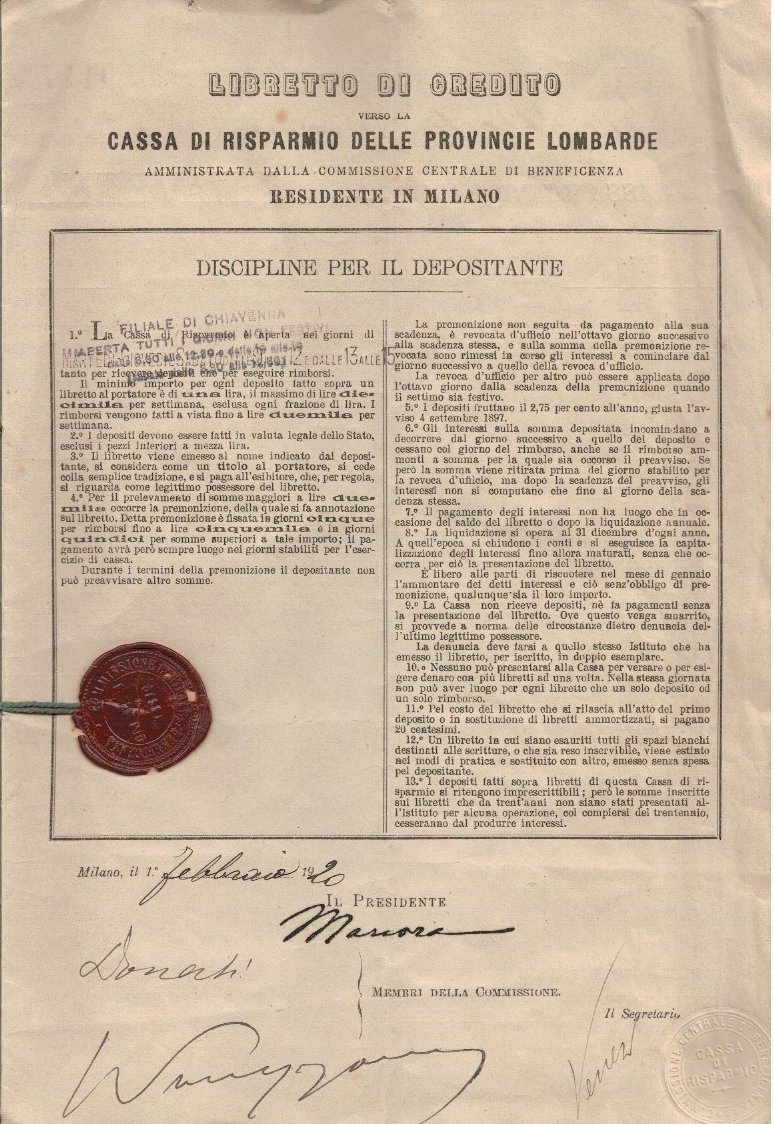 LIBRETTO DI CREDITO
VERSO LA
CASSA DI RISPARMIO DELLE PROVINCIE LOMBARDE
AMMINISTRATA DALLA COMMISSIONE CENTRALE DI BENEFICENZA
RESIDENTE IN MILANO
DISCIPLINE PER IL DEPOSITANTE
FILIALE DI CHIAVENNA
APERTA TUTTI I GIORNI NON FESTIVI
1.º La Cassa di Risparmio è aperta nei giorni di
12 E DALLE 13 ALLE 15
tanto per ricevere depositi che per eseguire rimborsi.
Il minimo importo per ogni deposito fatto sopra un
libretto al portatore è di una lira, il massimo di lire die-
cimila per settimana, esclusa ogni frazione di lira. I
rimborsi vengono fatti a vista fino a lire duemila per
settimana.
2.º I depositi devono essere fatti in valuta legale dello Stato,
esclusi i pezzi inferiori a mezza lira.
3.º Il libretto viene emesso al nome indicato dal deposi-
tante, si considera come un titolo al portatore, si cede
colla semplice tradizione, e si paga all'esibitore, che, per regola,
si riguarda come legittimo possessore del libretto.
4.º Per il prelevamento di somme maggiori a lire due-
mila occorre la premonizione, della quale si fa annotazione
sul libretto. Detta premonizione è fissata in giorni cinque
per rimborsi fino a lire cinquemila e in giorni
quindici per somme superiori a tale importo; il pa-
gamento avrà però sempre luogo nei giorni stabiliti per l'eser-
cizio di cassa.
Durante i termini della premonizione il depositante non
può preavvisare altre somme.
La premonizione non seguita da pagamento alla sua
scadenza, è revocata d'ufficio nell'ottavo giorno successivo
alla scadenza stessa, e sulla somma della premonizione re-
vocata sono rimessi in corso gli interessi a cominciare dal
giorno successivo a quello della revoca d'ufficio.
La revoca d'ufficio per altro può essere applicata dopo
l'ottavo giorno dalla scadenza della premonizione quando
il settimo sia festivo.
5.º I depositi fruttano il 2,75 per cento all'anno, giusta l'av-
viso 4 settembre 1897.
6.º Gli interessi sulla somma depositata incominciano a
decorrere dal giorno successivo a quello del deposito e
cessano col giorno del rimborso, anche se il rimborso am-
monti a somma per la quale sia occorso il preavviso. Se
però la somma viene ritirata prima del giorno stabilito per
la revoca d'ufficio, ma dopo la scadenza del preavviso, gli
interessi non si computano che fino al giorno della sca-
denza stessa.
7.º Il pagamento degli interessi non ha luogo che in oc-
casione del saldo del libretto o dopo la liquidazione annuale.
8.º La liquidazione si opera al 31 dicembre d'ogni anno.
A quell'epoca si chiudono i conti e si eseguisce la capita-
lizzazione degli interessi fino allora maturati, senza che oc-
corra per ciò la presentazione del libretto.
È libero alle parti di riscuotere nel mese di gennaio
l'ammontare dei detti interessi e ciò senz'obbligo di pre-
monizione, qualunque sia il loro importo.
9.º La Cassa non riceve depositi, nè fa pagamenti senza
la presentazione del libretto. Ove questo venga smarrito,
si provvede a norma delle circostanze dietro denuncia del-
l'ultimo legittimo possessore.
La denuncia deve farsi a quello stesso Istituto che ha
emesso il libretto, per iscritto, in doppio esemplare.
10.º Nessuno può presentarsi alla Cassa per versare o per esi-
gere denaro con più libretti ad una volta. Nella stessa giornata
non può aver luogo per ogni libretto che un solo deposito od
un solo rimborso.
11.º Pel costo del libretto che si rilascia all'atto del primo
deposito o in sostituzione di libretti ammortizzati, si pagano
20 centesimi.
12.º Un libretto in cui siano esauriti tutti gli spazi bianchi
destinati alle scritture, o che sia reso inservibile, viene estinto
nei modi di pratica e sostituito con altro, emesso senza spesa
pel depositante.
13.º I depositi fatti sopra libretti di questa Cassa di ri-
sparmio si ritengono imprescrittibili; però le somme inscritte
sui libretti che da trent'anni non siano stati presentati al-
l'Istituto per alcuna operazione, col compiersi del trentennio,
cesseranno dal produrre interessi.
Milano, il 1.º febbraio 1920
IL PRESIDENTE
Marcora
Donati
MEMBRI DELLA COMMISSIONE.
Il Segretario
CASSA
DI
RISPARMIO